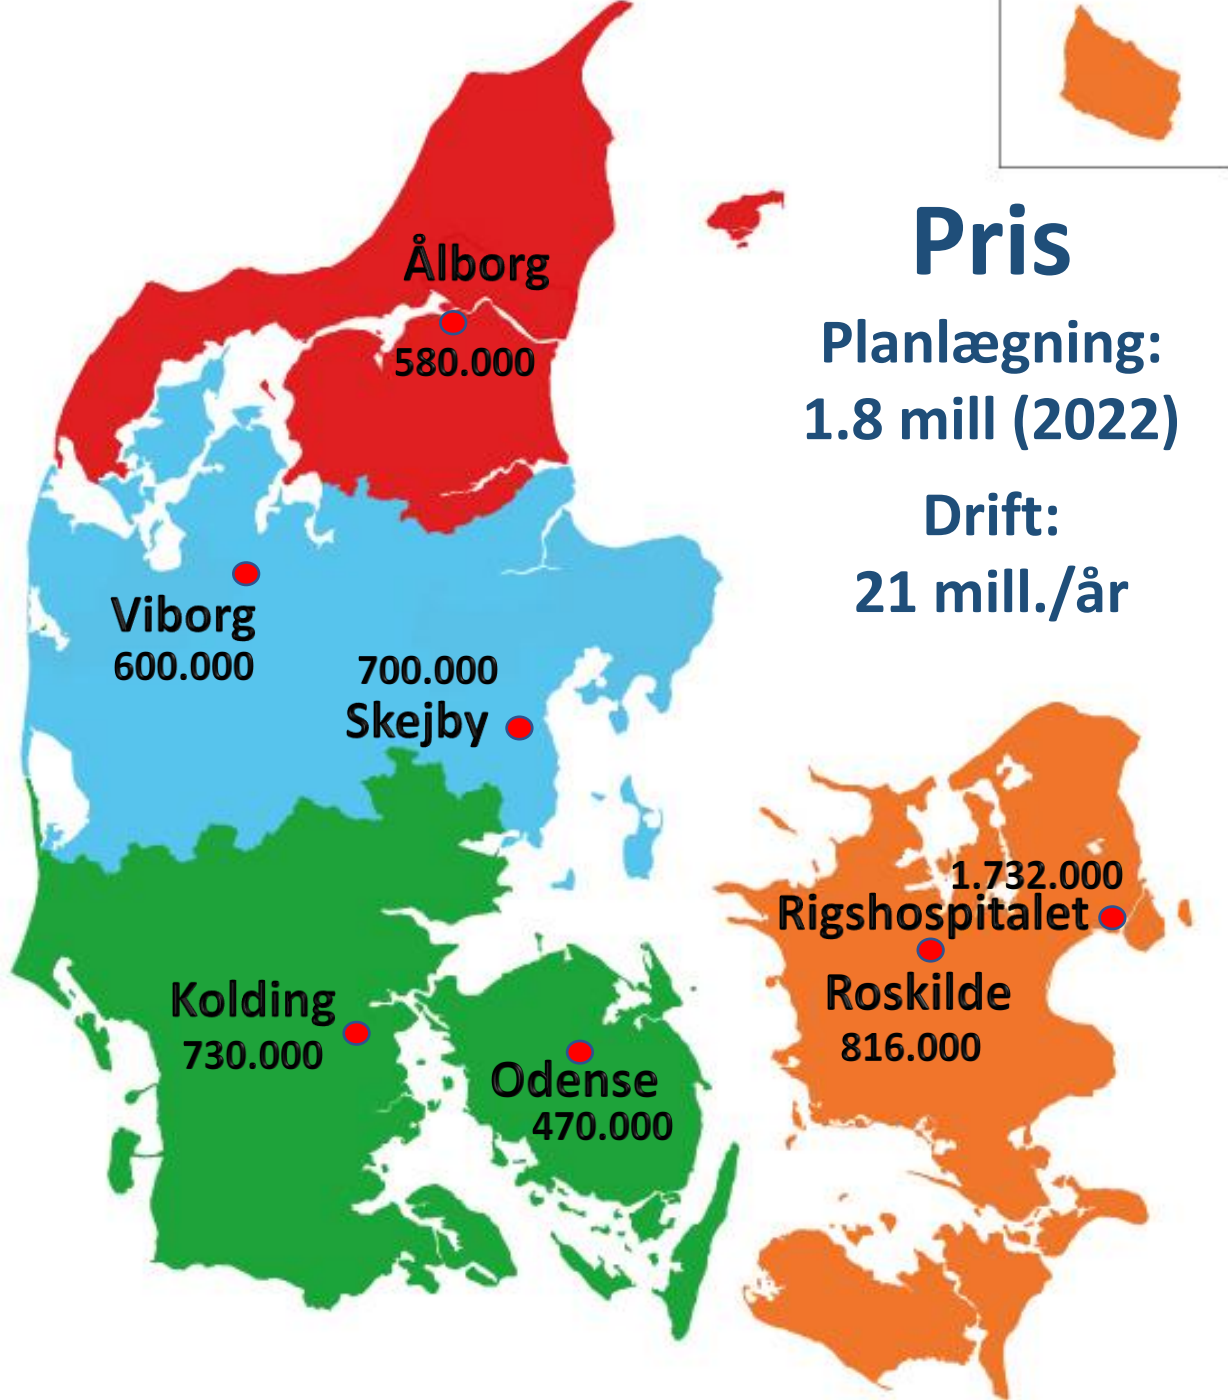 Pris
Planlægning:
1.8 mill (2022)
Drift:
21 mill./år
Ålborg
580.000
Viborg
600.000
700.000
Skejby
1.732.000
Rigshospitalet
Roskilde
816.000
Kolding
730.000
Odense
470.000